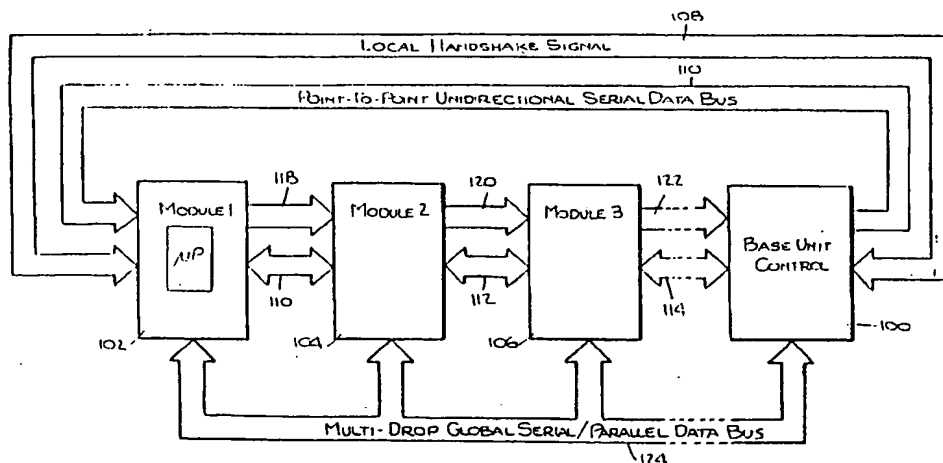 108
LOCAL HANDSHAKE SIGNAL
110
POINT-TO-POINT UNIDIRECTIONAL SERIAL DATA BUS
118
120
122
MODULE 1
MODULE 2
MODULE 3
BASE UNIT
CONTROL
µP
110
112
114
102
104
106
100
MULTI-DROP GLOBAL SERIAL/PARALLEL DATA BUS
124